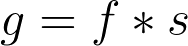 g = f * s